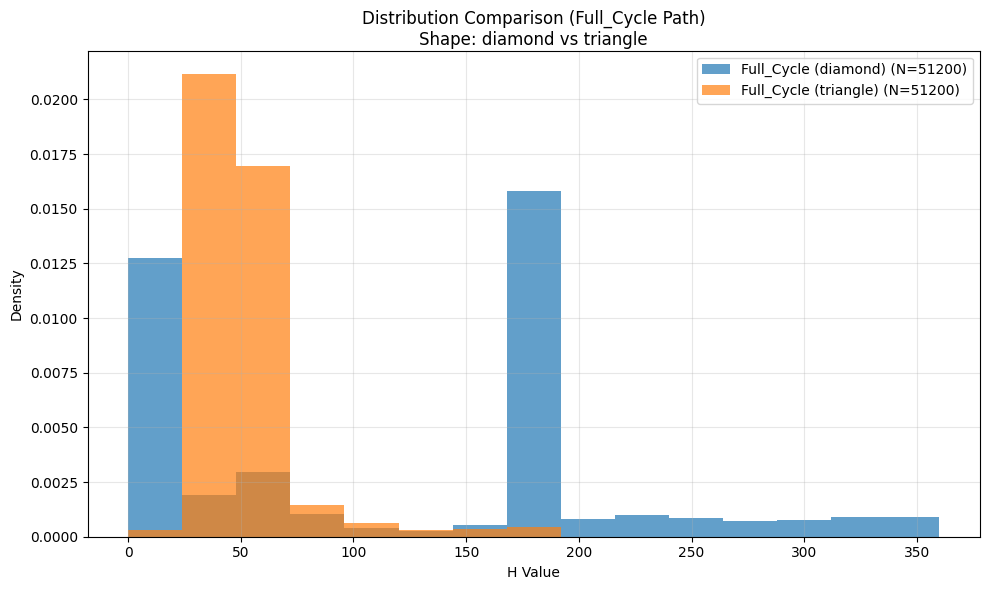 Distribution Comparison (Full_Cycle Path)
Shape: diamond vs triangle
Full_Cycle (diamond) (N=51200)
Full_Cycle (triangle) (N=51200)
Density
0.0200
0.0175
0.0150
0.0125
0.0100
0.0075
0.0050
0.0025
0.0000
0 50 100 150 200 250 300 350
H Value